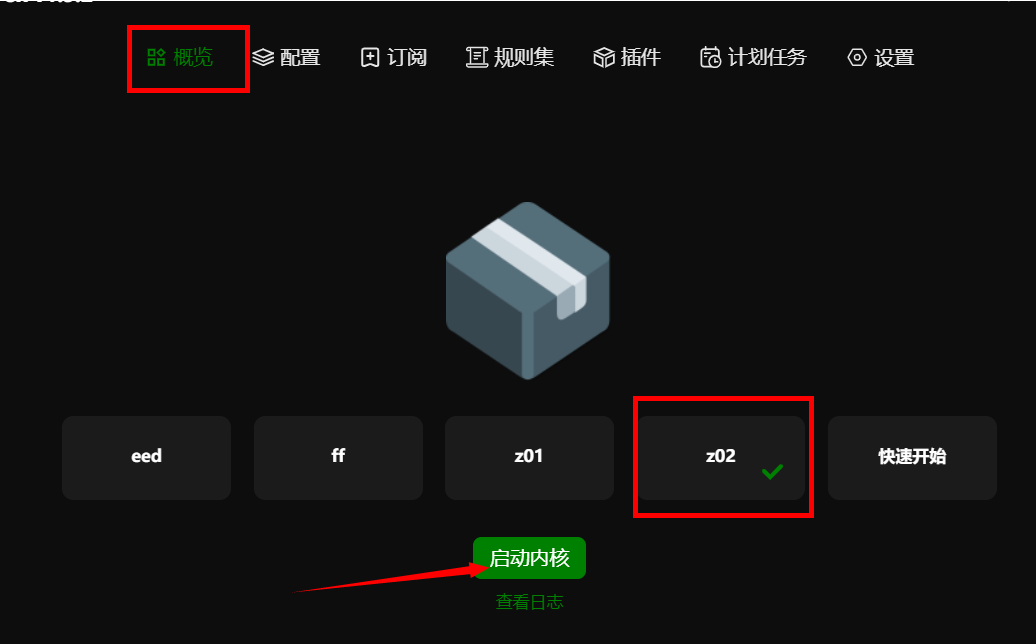 概览 配置 订阅 规则集 插件 计划任务 设置
eed ff z01 z02 快速开始
启动内核
查看日志